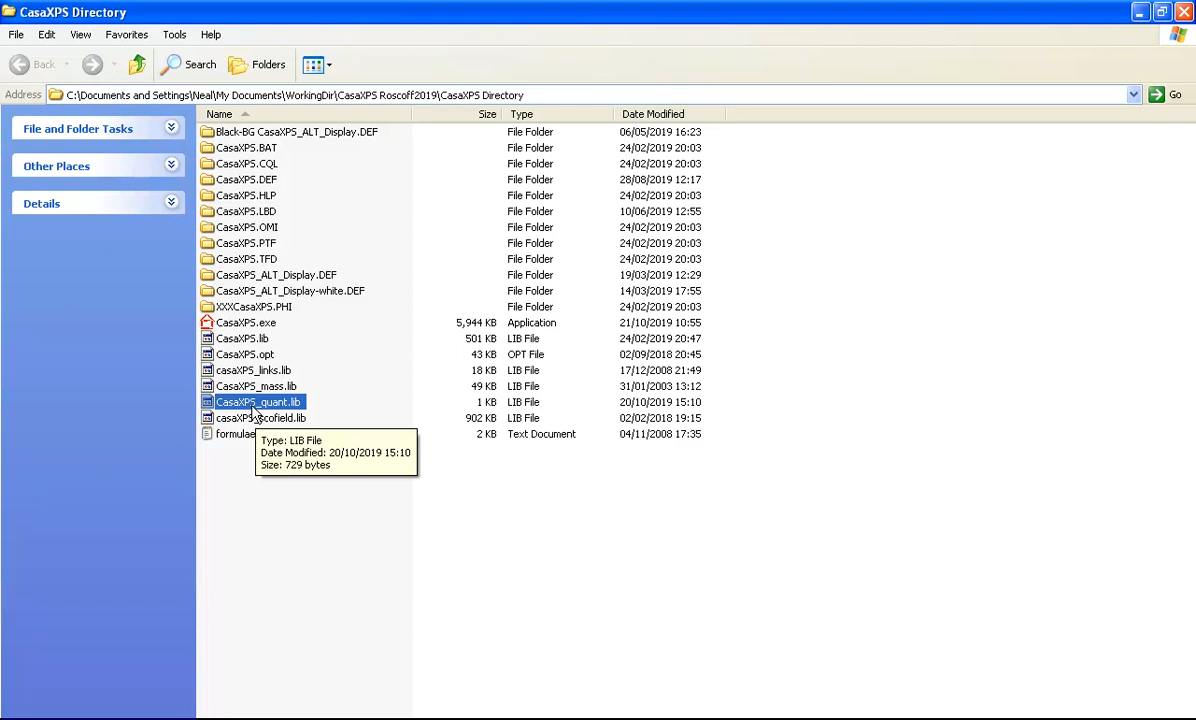 CasaXPS Directory
File Edit View Favorites Tools Help
Back Search Folders
Address C:\Documents and Settings\Neal\My Documents\WorkingDir\CasaXPS Roscoff2019\CasaXPS Directory Go
File and Folder Tasks
Other Places
Details
Name Size Type Date Modified
Black-BG CasaXPS_ALT_Display.DEF File Folder 06/05/2019 16:23
CasaXPS.BAT File Folder 24/02/2019 20:03
CasaXPS.CQL File Folder 24/02/2019 20:03
CasaXPS.DEF File Folder 28/08/2019 12:17
CasaXPS.HLP File Folder 24/02/2019 20:03
CasaXPS.LBD File Folder 10/06/2019 12:55
CasaXPS.OMI File Folder 24/02/2019 20:03
CasaXPS.PTF File Folder 24/02/2019 20:03
CasaXPS.TFD File Folder 24/02/2019 20:03
CasaXPS_ALT_Display.DEF File Folder 19/03/2019 12:29
CasaXPS_ALT_Display-white.DEF File Folder 14/03/2019 17:55
XXXCasaXPS.PHI File Folder 24/02/2019 20:03
CasaXPS.exe 5,944 KB Application 21/10/2019 10:55
CasaXPS.lib 501 KB LIB File 24/02/2019 20:47
CasaXPS.opt 43 KB OPT File 02/09/2018 20:45
casaXPS_links.lib 18 KB LIB File 17/12/2008 21:49
CasaXPS_mass.lib 49 KB LIB File 31/01/2003 13:12
CasaXPS_quant.lib 1 KB LIB File 20/10/2019 15:10
casaXPS_scofield.lib 902 KB LIB File 02/02/2018 19:15
formulae 2 KB Text Document 04/11/2008 17:35
Type: LIB File
Date Modified: 20/10/2019 15:10
Size: 729 bytes